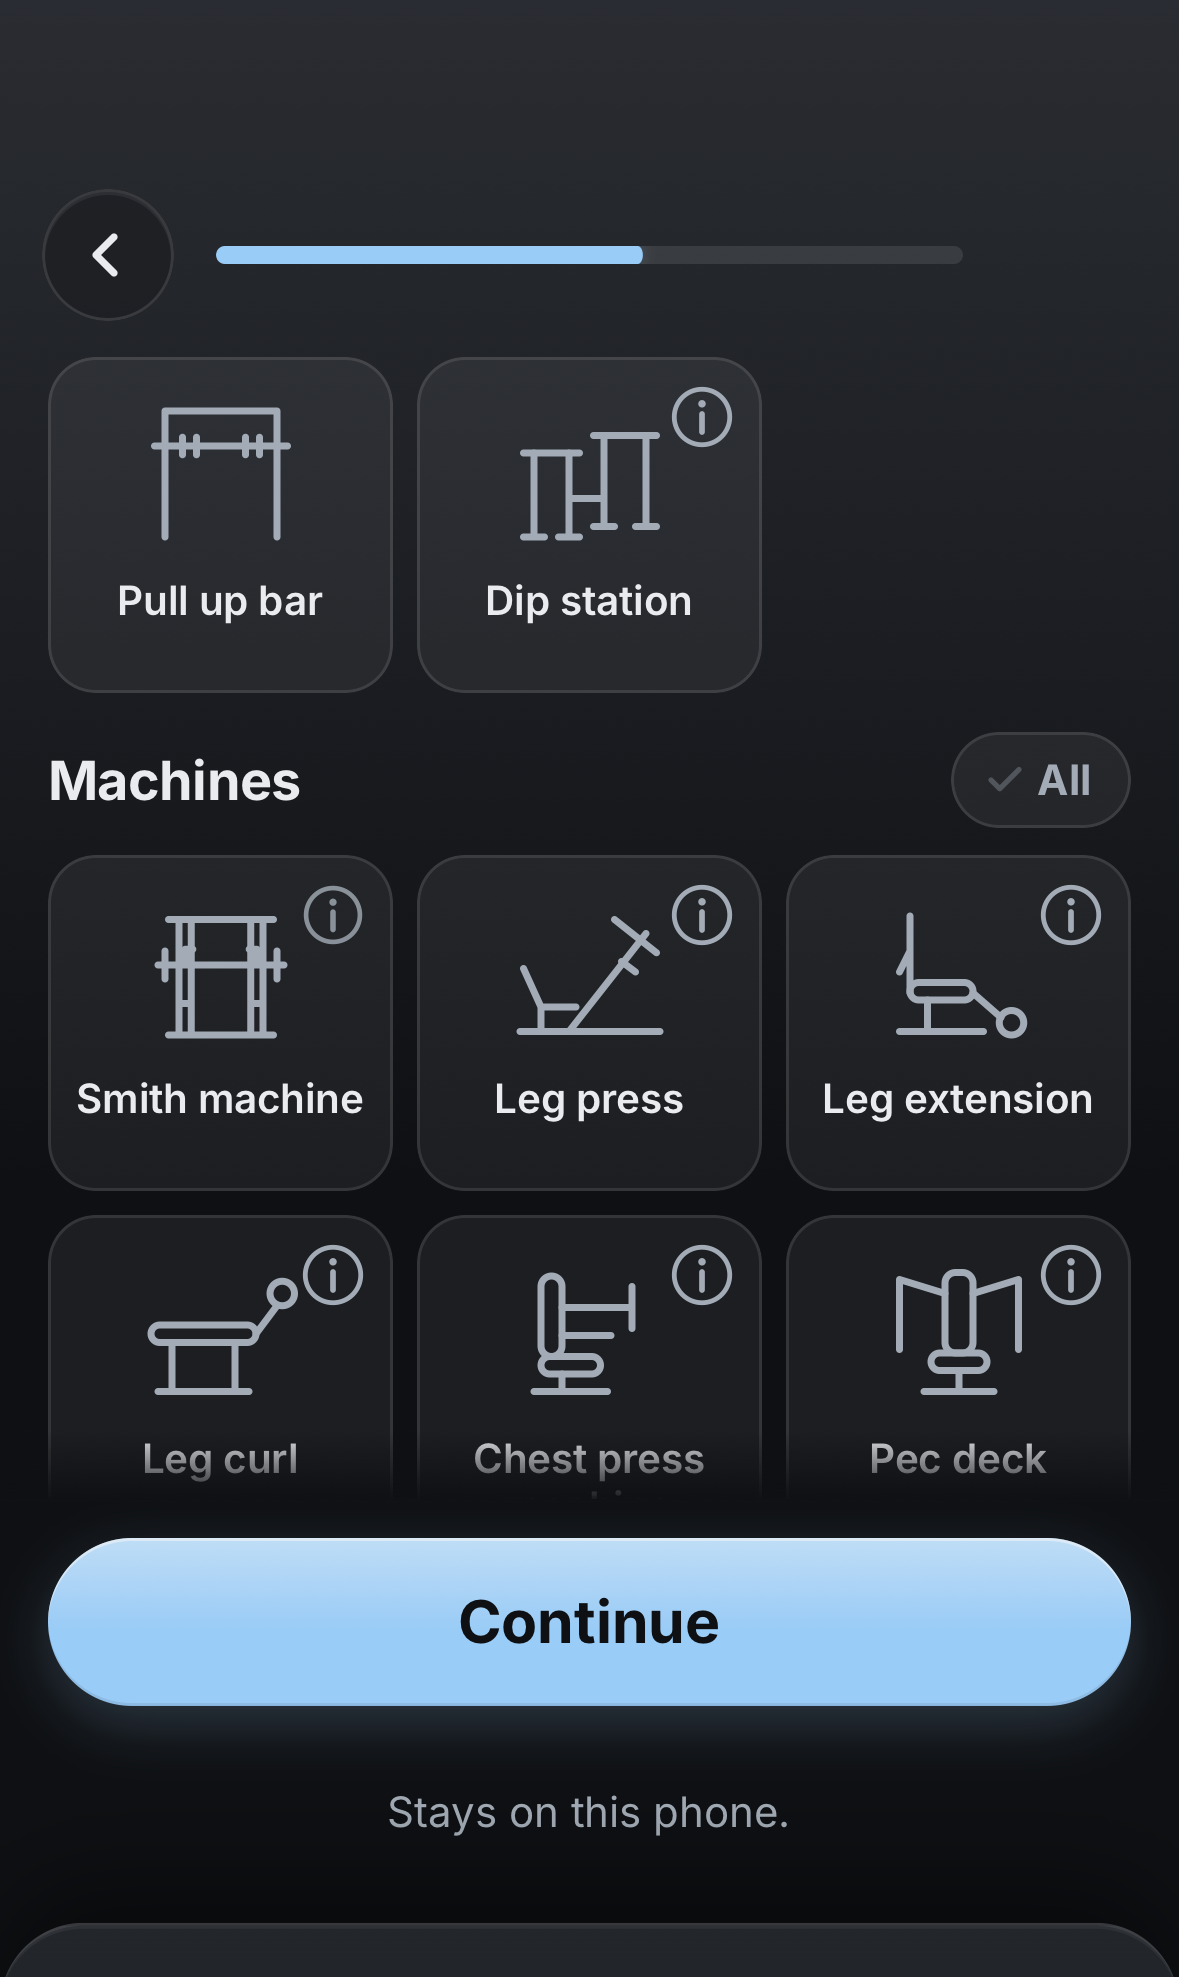 Pull up bar
Dip station
Machines
All
Smith machine
Leg press
Leg extension
Leg curl
Chest press
Pec deck
Continue
Stays on this phone.